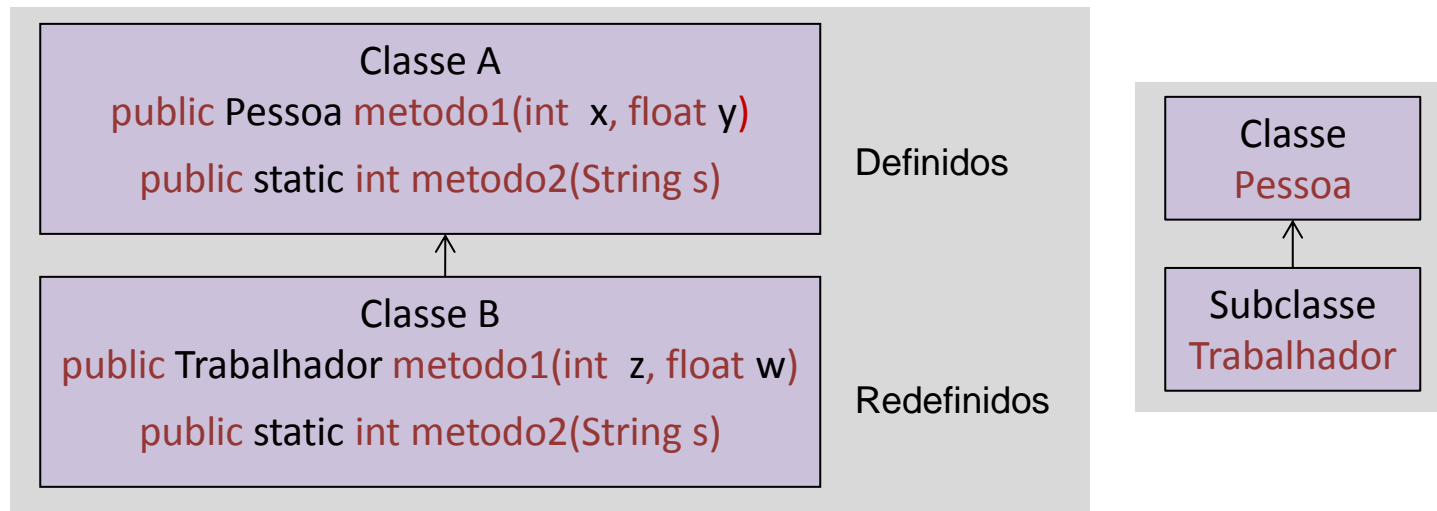 Classe A
public Pessoa metodo1(int x, float y)
public static int metodo2(String s)
Definidos
Classe B
public Trabalhador metodo1(int z, float w)
public static int metodo2(String s)
Redefinidos
Classe
Pessoa
Subclasse
Trabalhador